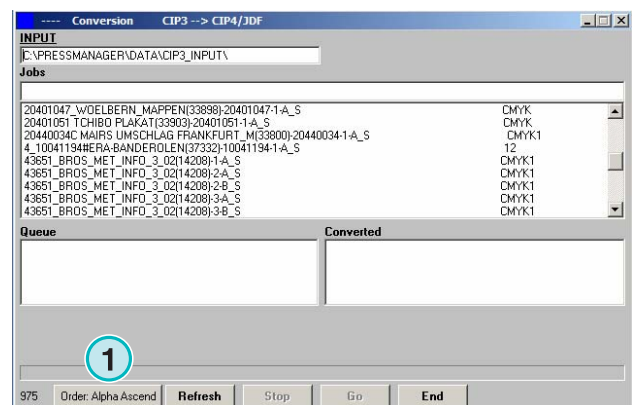 ---- Conversion CIP3 --> CIP4/JDF
INPUT
C:\PRESSMANAGER\DATA\CIP3_INPUT\
Jobs
20401047_WOELBERN_MAPPEN(33898)-20401047-1-A_S CMYK
20401051 TCHIBO PLAKAT(33903)-20401051-1-A_S CMYK
20440034C MAIRS UMSCHLAG FRANKFURT_M(33800)-20440034-1-A_S CMYK1
4_10041194#ERA-BANDEROLEN(37332)-10041194-1-A_S 12
43651_BROS_MET_INFO_3_02(14208)-1-A_S CMYK1
43651_BROS_MET_INFO_3_02(14208)-2-A_S CMYK1
43651_BROS_MET_INFO_3_02(14208)-2-B_S CMYK1
43651_BROS_MET_INFO_3_02(14208)-3-A_S CMYK1
43651_BROS_MET_INFO_3_02(14208)-3-B_S CMYK1
Queue Converted
1
975 Order: Alpha Ascend Refresh Stop Go End